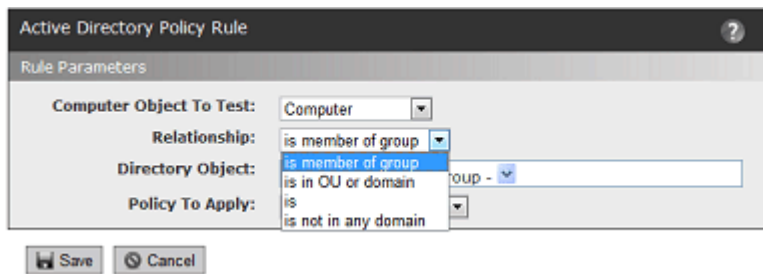 Active Directory Policy Rule
?
Rule Parameters
Computer Object To Test: Computer
Relationship: is member of group
is member of group
is in OU or domain
is
is not in any domain
Directory Object: roup -
Policy To Apply:
Save Cancel